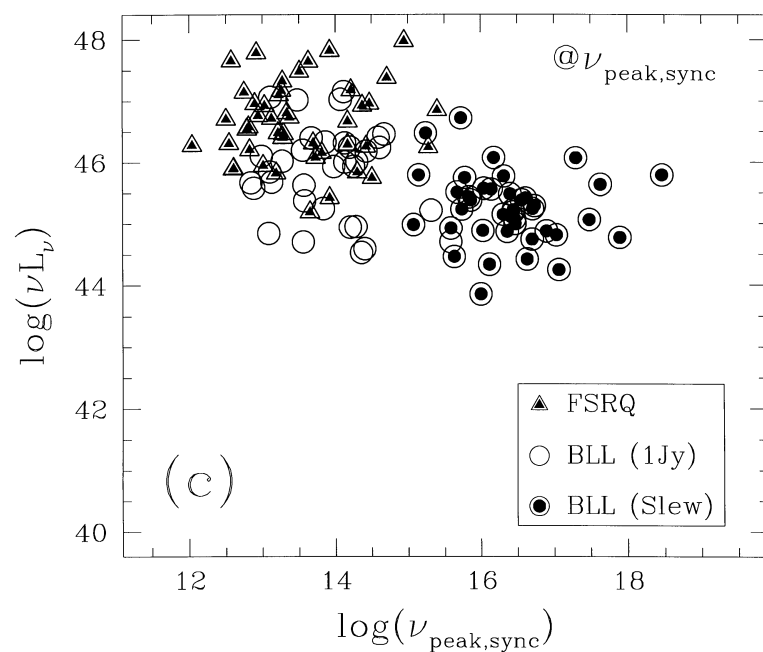 48
46
44
42
40
log(νL_ν)
@ν_peak,sync
FSRQ
BLL (1Jy)
BLL (Slew)
(c)
12 14 16 18
log(ν_peak,sync)